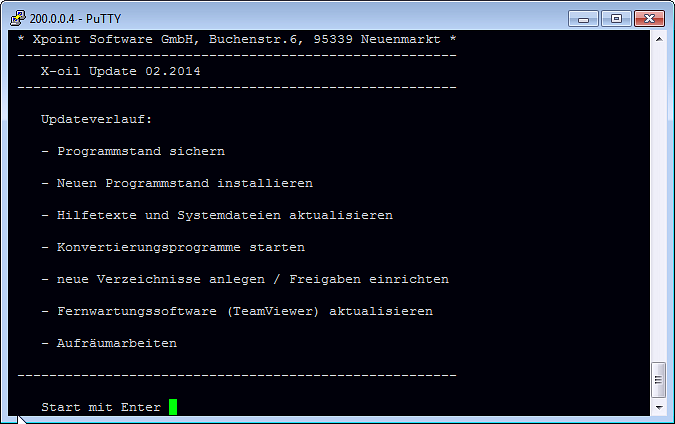 200.0.0.4 - PuTTY
* Xpoint Software GmbH, Buchenstr.6, 95339 Neuenmarkt *
-------------------------------------------------------
X-oil Update 02.2014
-------------------------------------------------------
Updateverlauf:
- Programmstand sichern
- Neuen Programmstand installieren
- Hilfetexte und Systemdateien aktualisieren
- Konvertierungsprogramme starten
- neue Verzeichnisse anlegen / Freigaben einrichten
- Fernwartungssoftware (TeamViewer) aktualisieren
- Aufräumarbeiten
-------------------------------------------------------
Start mit Enter